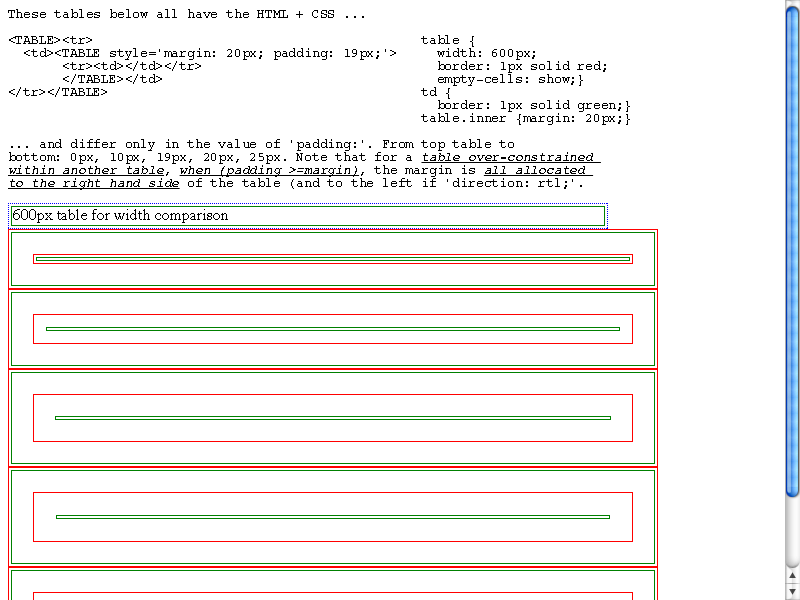 These tables below all have the HTML + CSS ...
<TABLE><tr>
<td><TABLE style='margin: 20px; padding: 19px;'>
<tr><td></td></tr>
</TABLE></td>
</tr></TABLE>
table {
width: 600px;
border: 1px solid red;
empty-cells: show;}
td {
border: 1px solid green;}
table.inner {margin: 20px;}
... and differ only in the value of 'padding:'. From top table to
bottom: 0px, 10px, 19px, 20px, 25px. Note that for a table over-constrained
within another table, when (padding >=margin), the margin is all allocated
to the right hand side of the table (and to the left if 'direction: rtl;'.
600px table for width comparison